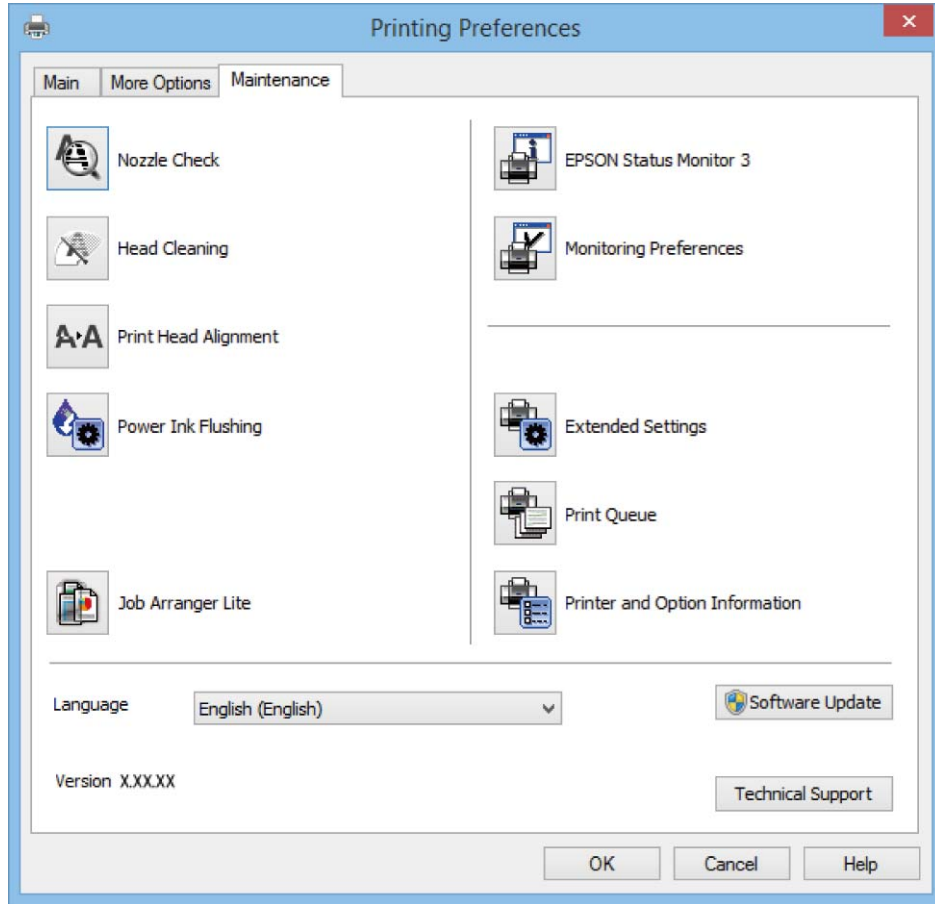 Printing Preferences
Main
More Options
Maintenance
Nozzle Check
Head Cleaning
Print Head Alignment
Power Ink Flushing
Job Arranger Lite
EPSON Status Monitor 3
Monitoring Preferences
Extended Settings
Print Queue
Printer and Option Information
Language
English (English)
Software Update
Version X.XX.XX
Technical Support
OK
Cancel
Help